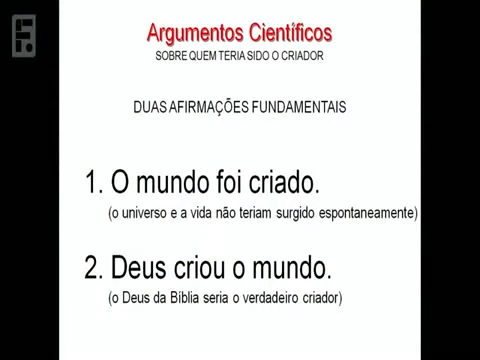 F.
Argumentos Científicos
SOBRE QUEM TERIA SIDO O CRIADOR
DUAS AFIRMAÇÕES FUNDAMENTAIS
1. O mundo foi criado.
(o universo e a vida não teriam surgido espontaneamente)
2. Deus criou o mundo.
(o Deus da Bíblia seria o verdadeiro criador)